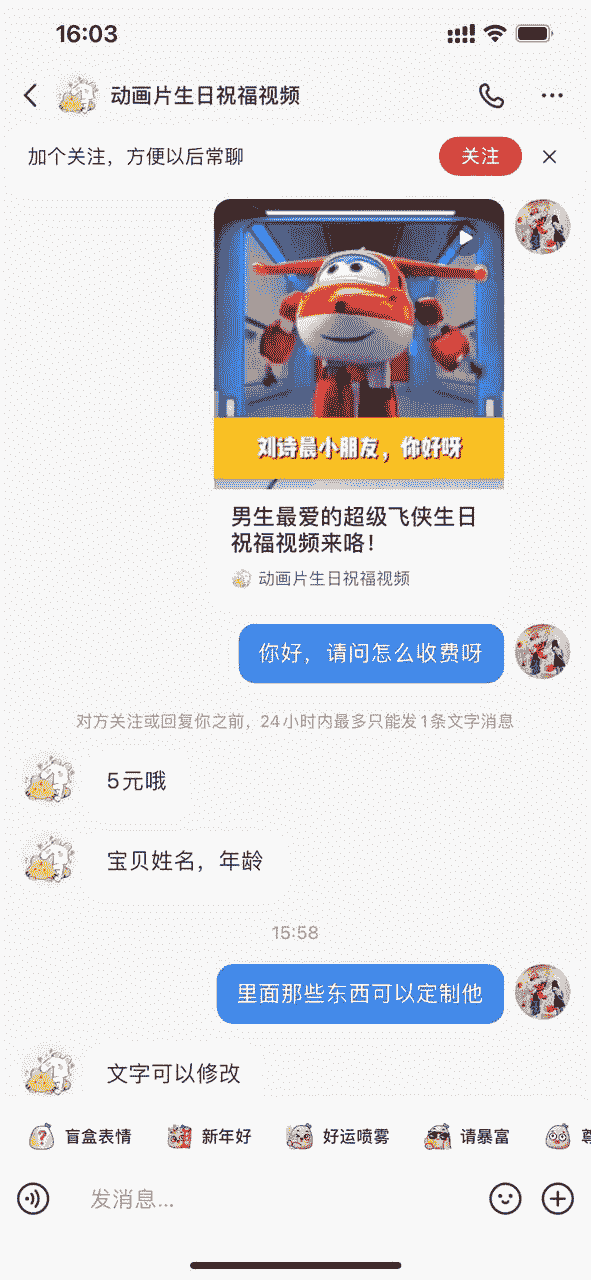 16:03
动画片生日祝福视频
加个关注，方便以后常聊
关注
刘诗晨小朋友，你好呀
男生最爱的超级飞侠生日
祝福视频来咯！
动画片生日祝福视频
你好，请问怎么收费呀
对方关注或回复你之前，24小时内最多只能发1条文字消息
5元哦
宝贝姓名，年龄
15:58
里面那些东西可以定制他
文字可以修改
盲盒表情
新年好
好运喷雾
请暴富
发消息...